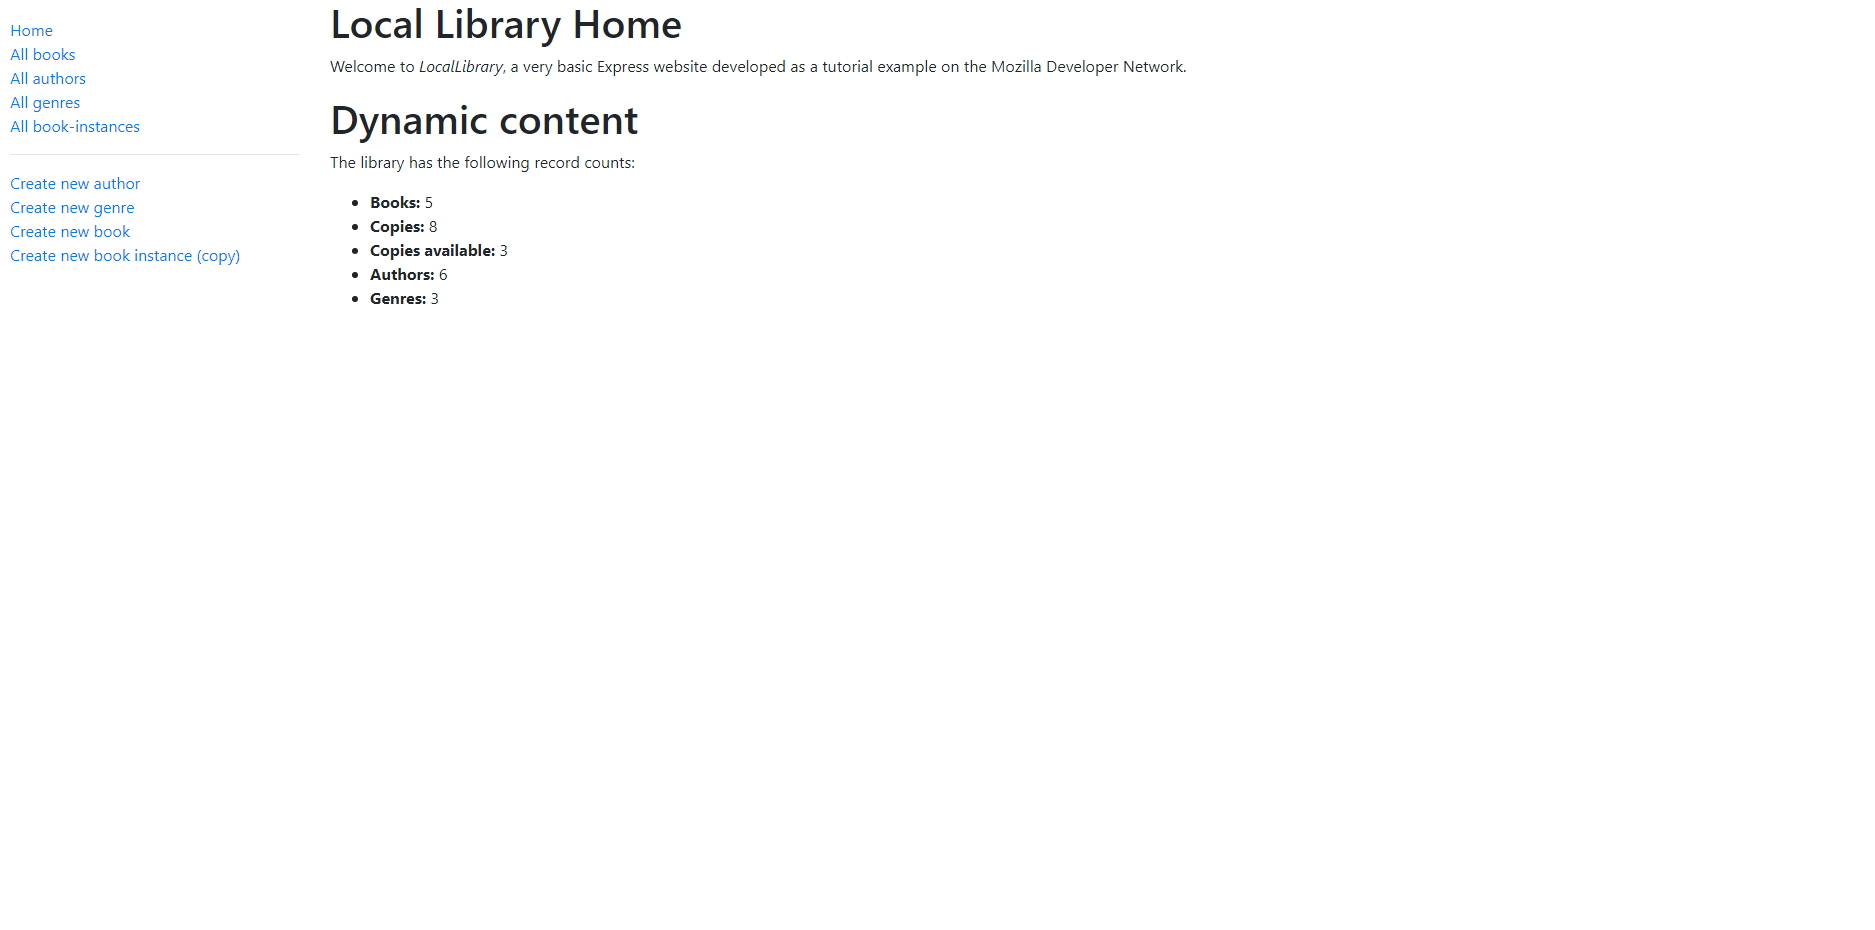 Home
All books
All authors
All genres
All book-instances
Create new author
Create new genre
Create new book
Create new book instance (copy)
Local Library Home
Welcome to LocalLibrary, a very basic Express website developed as a tutorial example on the Mozilla Developer Network.
Dynamic content
The library has the following record counts:
Books: 5
Copies: 8
Copies available: 3
Authors: 6
Genres: 3